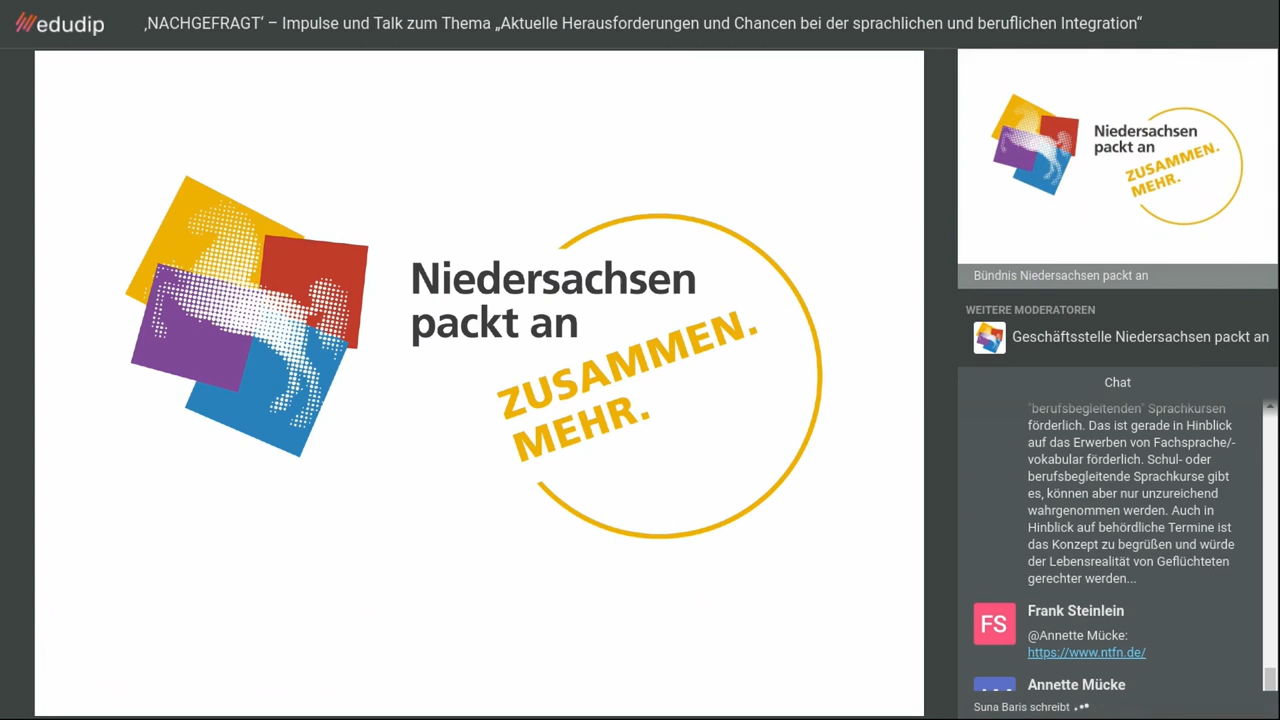 edudip
‚NACHGEFRAGT‘ – Impulse und Talk zum Thema „Aktuelle Herausforderungen und Chancen bei der sprachlichen und beruflichen Integration“
Niedersachsen
packt an
ZUSAMMEN.
MEHR.
Niedersachsen
packt an
ZUSAMMEN.
MEHR.
Bündnis Niedersachsen packt an
WEITERE MODERATOREN
Geschäftsstelle Niedersachsen packt an
Chat
"berufsbegleitenden" Sprachkursen
förderlich. Das ist gerade in Hinblick
auf das Erwerben von Fachsprache/-
vokabular förderlich. Schul- oder
berufsbegleitende Sprachkurse gibt
es, können aber nur unzureichend
wahrgenommen werden. Auch in
Hinblick auf behördliche Termine ist
das Konzept zu begrüßen und würde
der Lebensrealität von Geflüchteten
gerechter werden...
FS
Frank Steinlein
@Annette Mücke:
https://www.ntfn.de/
Annette Mücke
Suna Baris schreibt